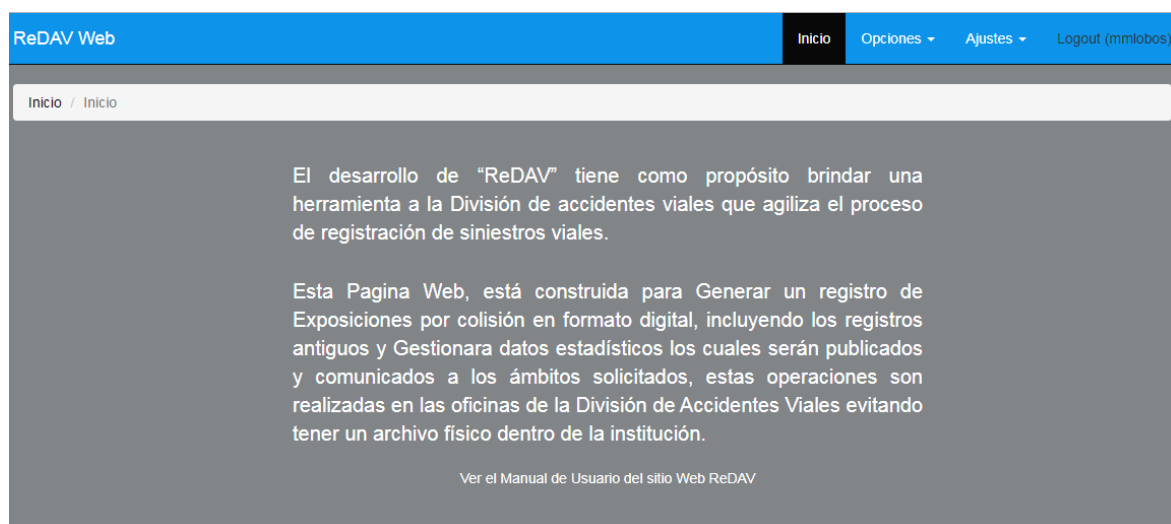 ReDAV Web Inicio Opciones Ajustes Logout (mmlobos)
Inicio / Inicio
El desarrollo de “ReDAV” tiene como propósito brindar una
herramienta a la División de accidentes viales que agiliza el proceso
de registración de siniestros viales.
Esta Pagina Web, está construida para Generar un registro de
Exposiciones por colisión en formato digital, incluyendo los registros
antiguos y Gestionara datos estadísticos los cuales serán publicados
y comunicados a los ámbitos solicitados, estas operaciones son
realizadas en las oficinas de la División de Accidentes Viales evitando
tener un archivo físico dentro de la institución.
Ver el Manual de Usuario del sitio Web ReDAV